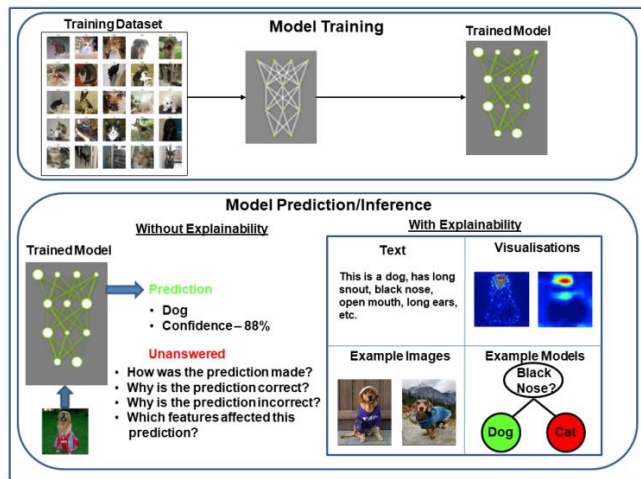 Training Dataset
Model Training
Trained Model
Model Prediction/Inference
Without Explainability
Trained Model
Prediction
• Dog
• Confidence – 88%
Unanswered
• How was the prediction made?
• Why is the prediction correct?
• Why is the prediction incorrect?
• Which features affected this
prediction?
With Explainability
Text
This is a dog, has long
snout, black nose,
open mouth, long ears,
etc.
Visualisations
Example Images
Example Models
Black
Nose?
Dog
Cat